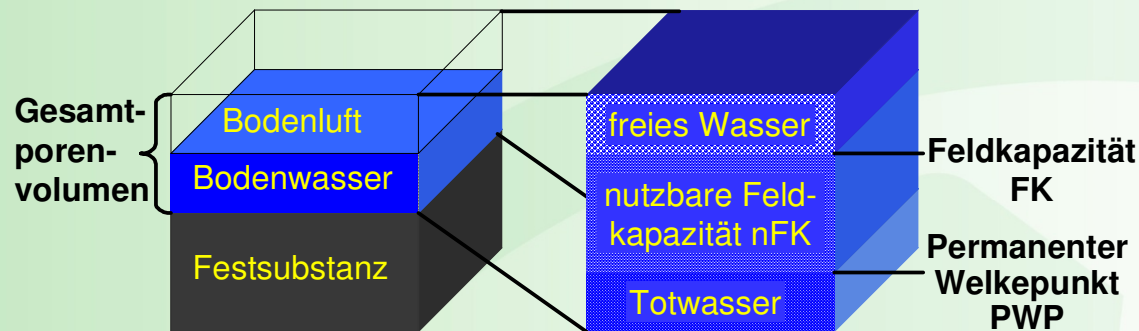 Gesamt-
poren-
volumen
Bodenluft
Bodenwasser
Festsubstanz
freies Wasser
nutzbare Feld-
kapazität nFK
Totwasser
Feldkapazität
FK
Permanenter
Welkepunkt
PWP